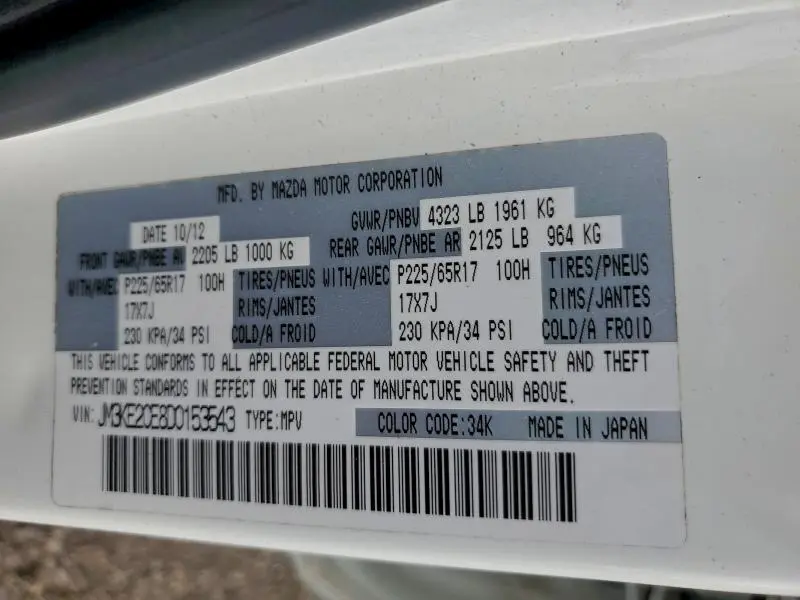 MFD. BY MAZDA MOTOR CORPORATION
DATE 10/12 GVWR/PNBV 4323 LB 1961 KG
FRONT GAWR/PNBE AV 2205 LB 1000 KG REAR GAWR/PNBE AR 2125 LB 964 KG
WITH/AVEC P225/65R17 100H TIRES/PNEUS WITH/AVEC P225/65R17 100H TIRES/PNEUS
17X7J RIMS/JANTES 17X7J RIMS/JANTES
230 KPA/34 PSI COLD/A FROID 230 KPA/34 PSI COLD/A FROID
THIS VEHICLE CONFORMS TO ALL APPLICABLE FEDERAL MOTOR VEHICLE SAFETY AND THEFT
PREVENTION STANDARDS IN EFFECT ON THE DATE OF MANUFACTURE SHOWN ABOVE.
VIN: JM3KE2CE8D0153543 TYPE:MPV COLOR CODE:34K MADE IN JAPAN